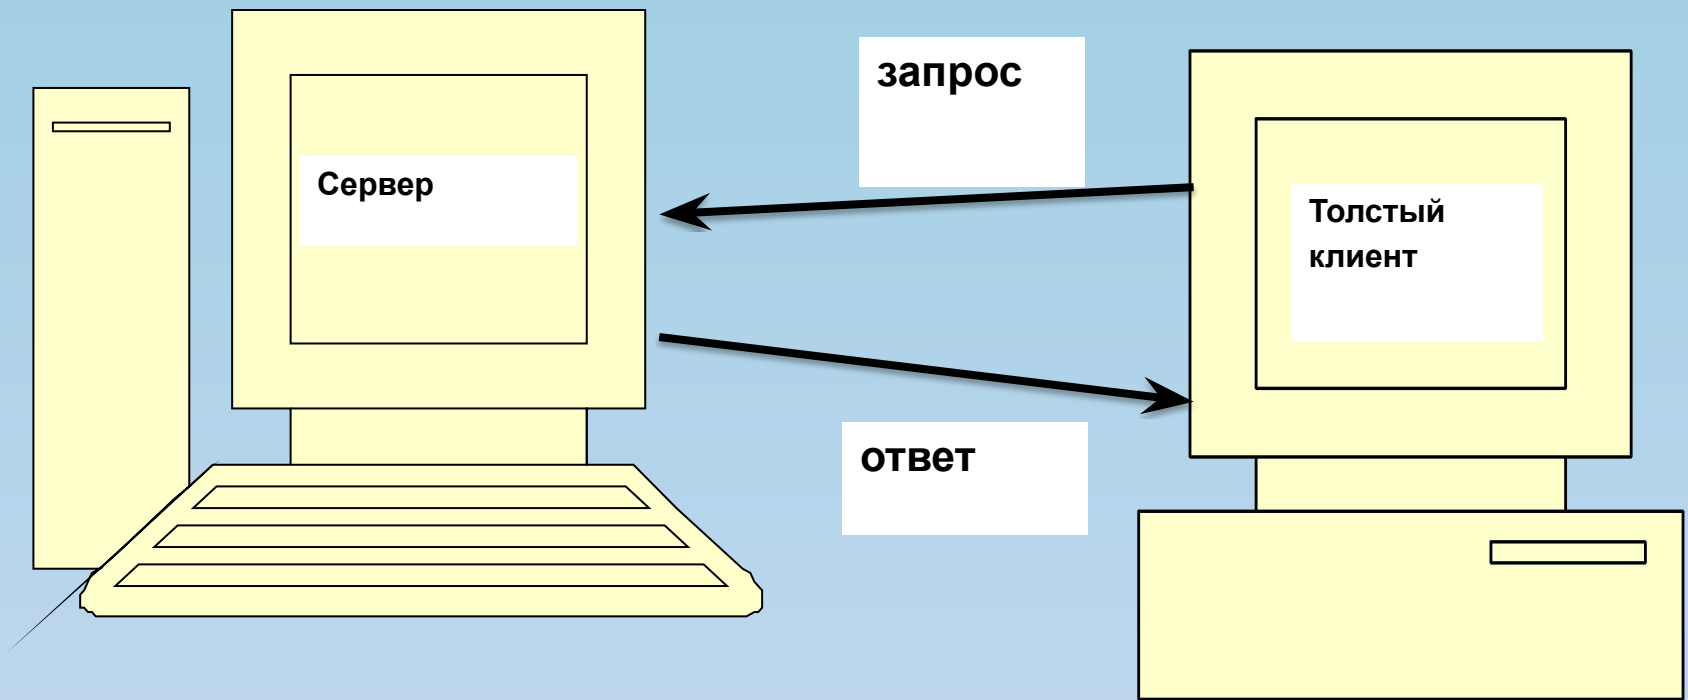 запрос
Сервер
Толстый
клиент
ответ